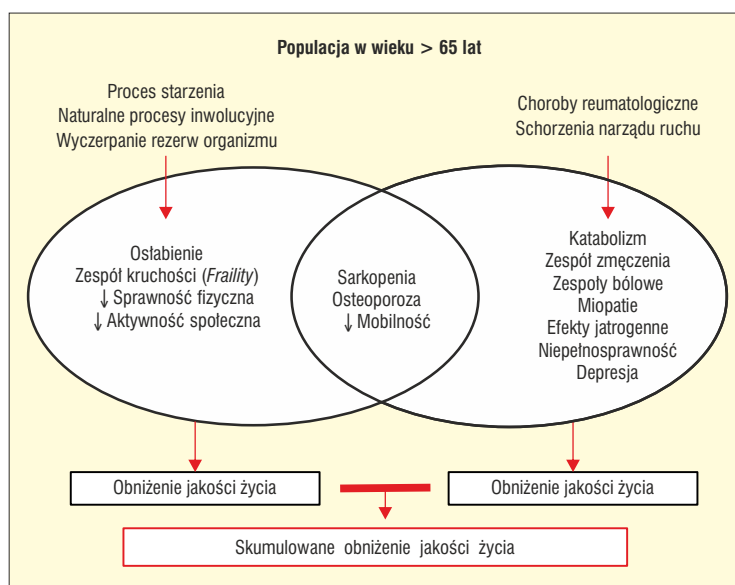 Populacja w wieku > 65 lat
Proces starzenia
Naturalne procesy inwolucyjne
Wyczerpanie rezerw organizmu
Choroby reumatologiczne
Schorzenia narządu ruchu
Osłabienie
Zespół kruchości (Fraility)
↓ Sprawność fizyczna
↓ Aktywność społeczna
Sarkopenia
Osteoporoza
↓ Mobilność
Katabolizm
Zespół zmęczenia
Zespoły bólowe
Miopatie
Efekty jatrogenne
Niepełnosprawność
Depresja
Obniżenie jakości życia
Obniżenie jakości życia
Skumulowane obniżenie jakości życia